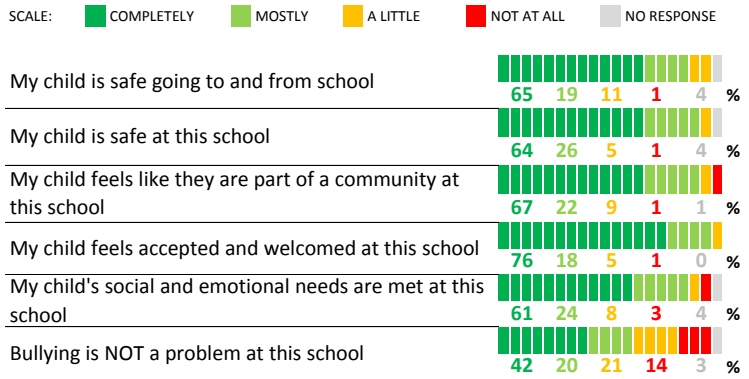 SCALE: COMPLETELY MOSTLY A LITTLE NOT AT ALL NO RESPONSE
My child is safe going to and from school
65 19 11 1 4 %
My child is safe at this school
64 26 5 1 4 %
My child feels like they are part of a community at
this school
67 22 9 1 1 %
My child feels accepted and welcomed at this school
76 18 5 1 0 %
My child's social and emotional needs are met at this
school
61 24 8 3 4 %
Bullying is NOT a problem at this school
42 20 21 14 3 %